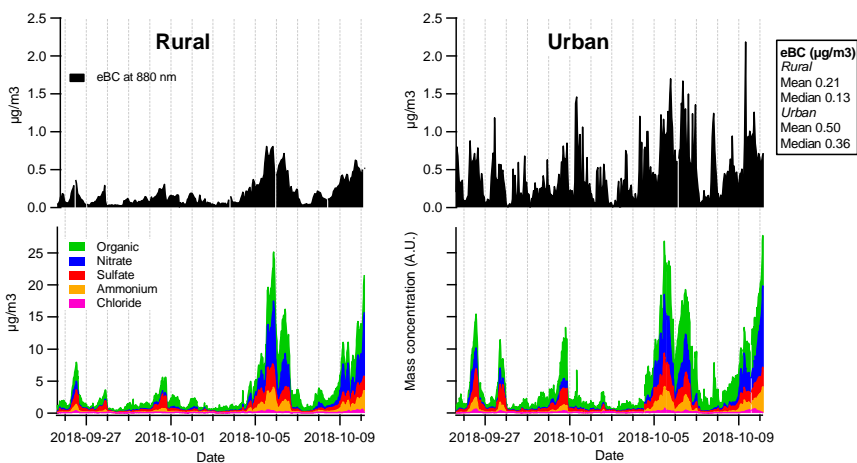 Rural
2.5
2.0
1.5
1.0
0.5
0.0
µg/m3
eBC at 880 nm
Urban
2.5
2.0
1.5
1.0
0.5
0.0
µg/m3
eBC (µg/m3)
Rural
Mean 0.21
Median 0.13
Urban
Mean 0.50
Median 0.36
25
20
15
10
5
0
µg/m3
Organic
Nitrate
Sulfate
Ammonium
Chloride
2018-09-27
2018-10-01
2018-10-05
2018-10-09
Date
Mass concentration (A.U.)
2018-09-27
2018-10-01
2018-10-05
2018-10-09
Date